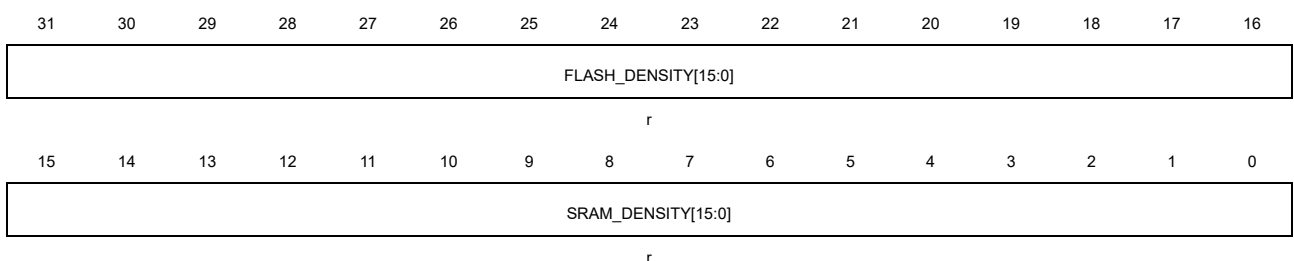 31 30 29 28 27 26 25 24 23 22 21 20 19 18 17 16
FLASH_DENSITY[15:0]
r
15 14 13 12 11 10 9 8 7 6 5 4 3 2 1 0
SRAM_DENSITY[15:0]
r